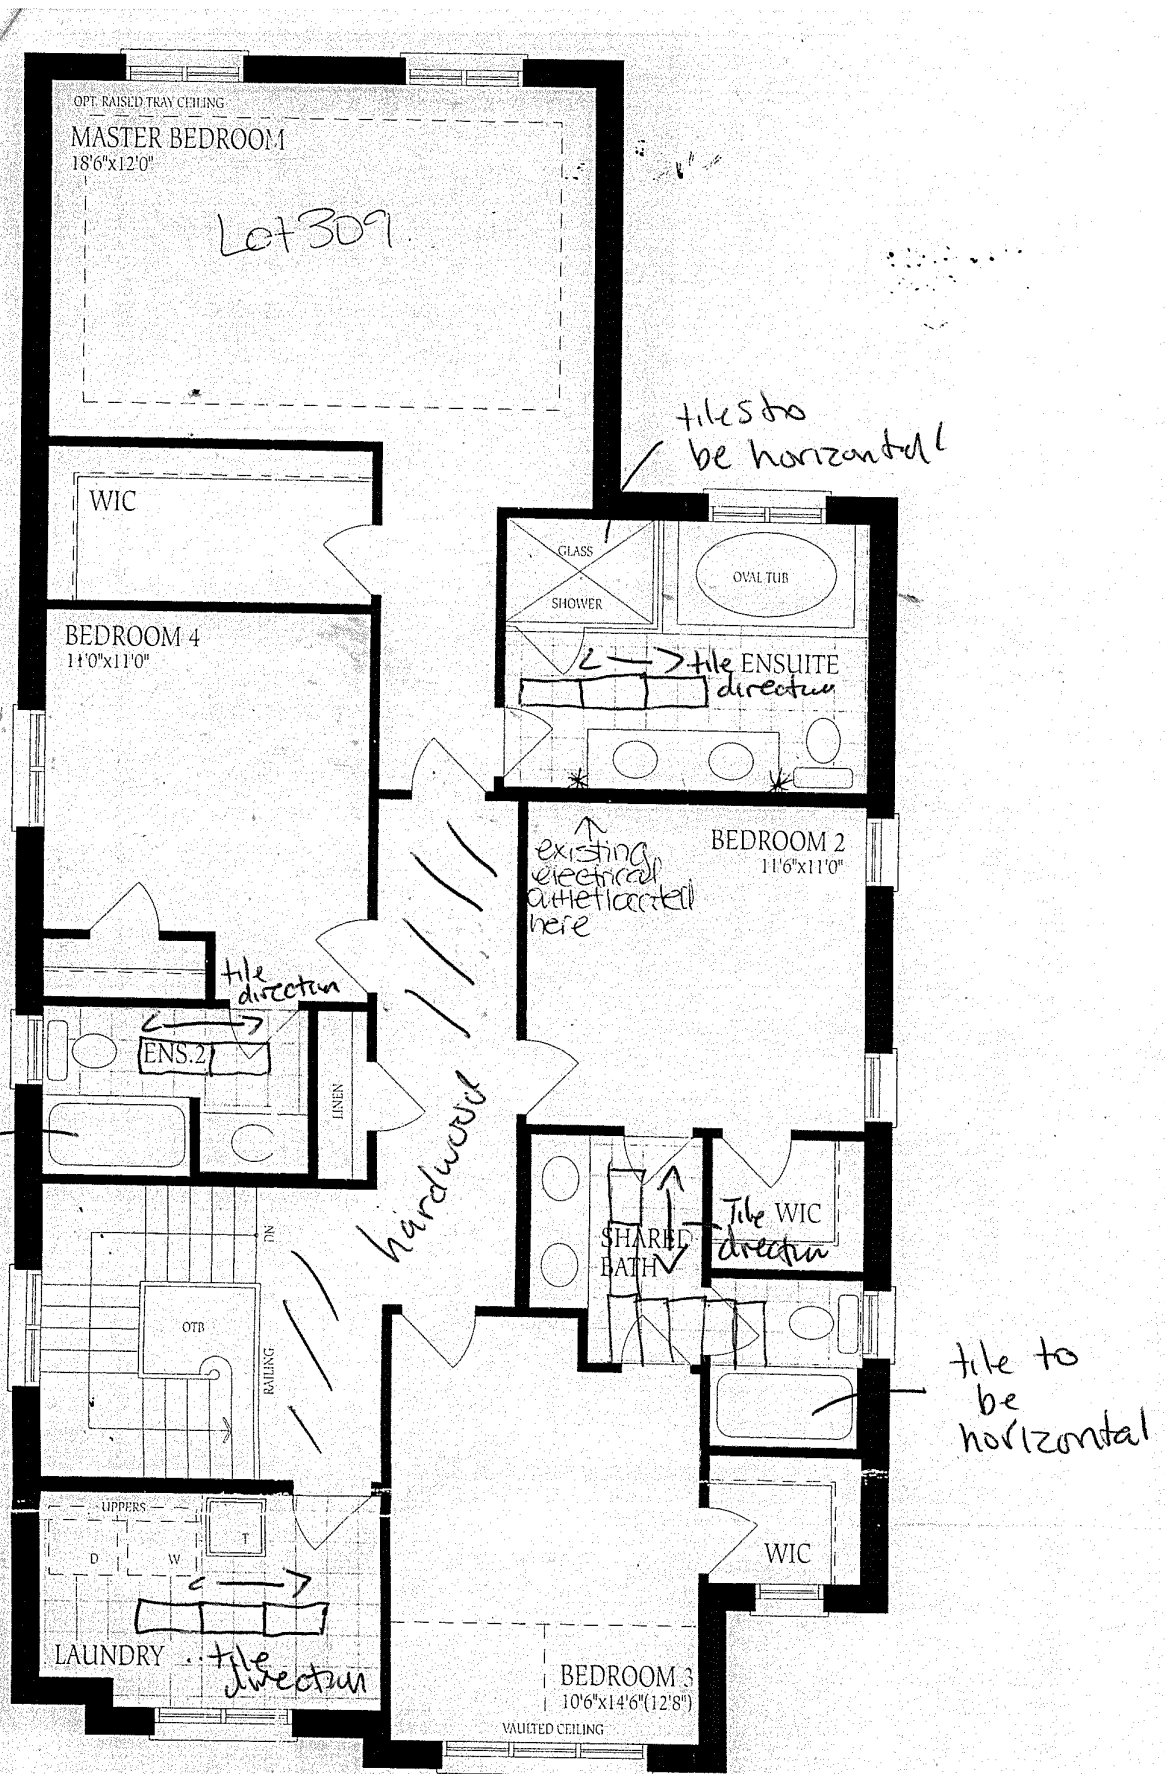 OPT. RAISED TRAY CEILING
MASTER BEDROOM
18'6"x12'0"
Lot 309
tiles to
be horizontal
WIC
GLASS
SHOWER
OVAL TUB
BEDROOM 4
11'0"x11'0"
tile ENSUITE
direction
BEDROOM 2
11'6"x11'0"
existing
electrical
outlet located
here
tile
direction
ENS.2
LINEN
hardwood
Tile WIC
direction
SHARED
BATH
DN
OTB
RAILING
tile to
be
horizontal
UPPERS
D
W
T
WIC
LAUNDRY
tile
direction
BEDROOM 3
10'6"x14'6"(12'8")
VAULTED CEILING